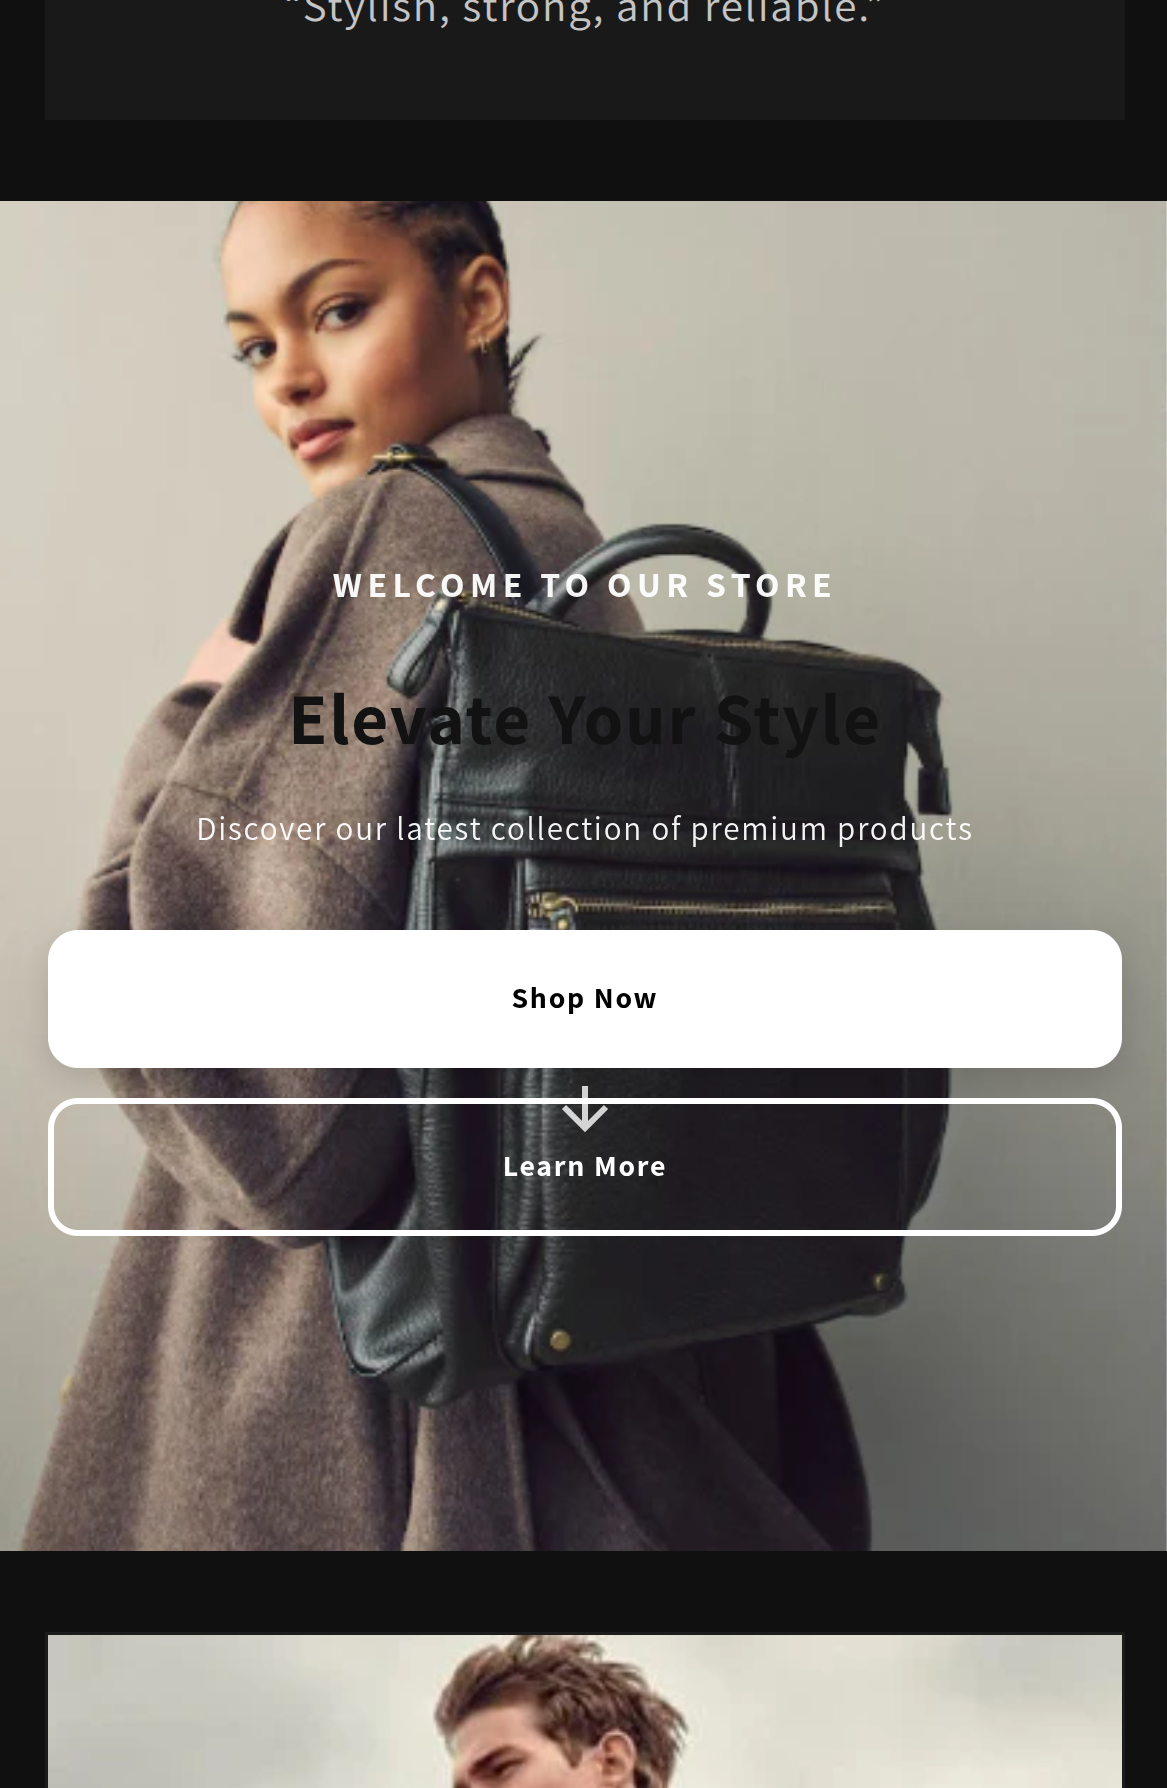 "Stylish, strong, and reliable."
WELCOME TO OUR STORE
Elevate Your Style
Discover our latest collection of premium products
Shop Now
Learn More